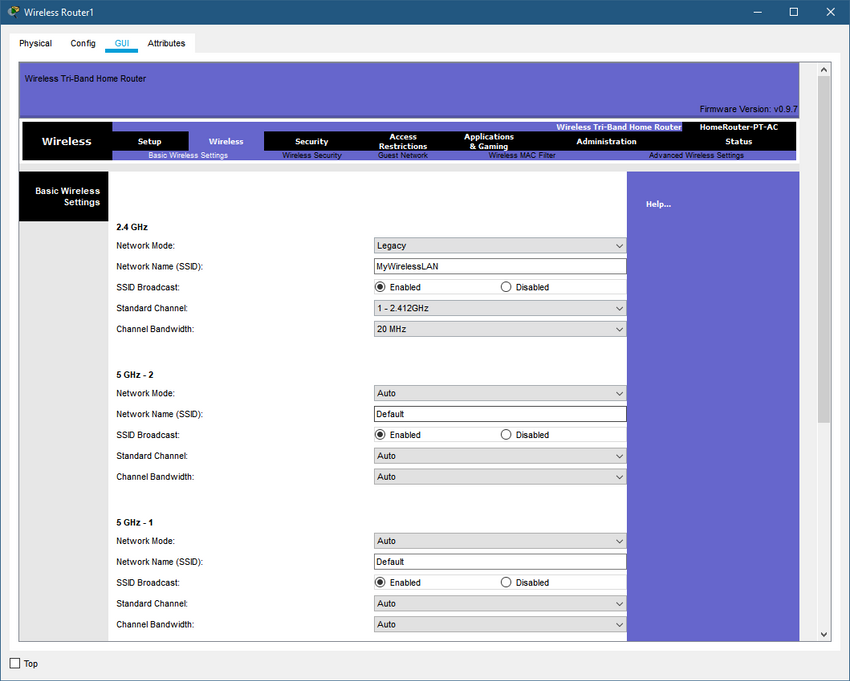 Wireless Router1
Physical Config GUI Attributes
Wireless Tri-Band Home Router
Firmware Version: v0.9.7
Wireless Tri-Band Home Router HomeRouter-PT-AC
Wireless
Setup Wireless Security Access Restrictions Applications & Gaming Administration Status
Basic Wireless Settings Wireless Security Guest Network Wireless MAC Filter Advanced Wireless Settings
Basic Wireless
Settings
Help...
2.4 GHz
Network Mode: Legacy
Network Name (SSID): MyWirelessLAN
SSID Broadcast: Enabled Disabled
Standard Channel: 1 - 2.412GHz
Channel Bandwidth: 20 MHz
5 GHz - 2
Network Mode: Auto
Network Name (SSID): Default
SSID Broadcast: Enabled Disabled
Standard Channel: Auto
Channel Bandwidth: Auto
5 GHz - 1
Network Mode: Auto
Network Name (SSID): Default
SSID Broadcast: Enabled Disabled
Standard Channel: Auto
Channel Bandwidth: Auto
Top